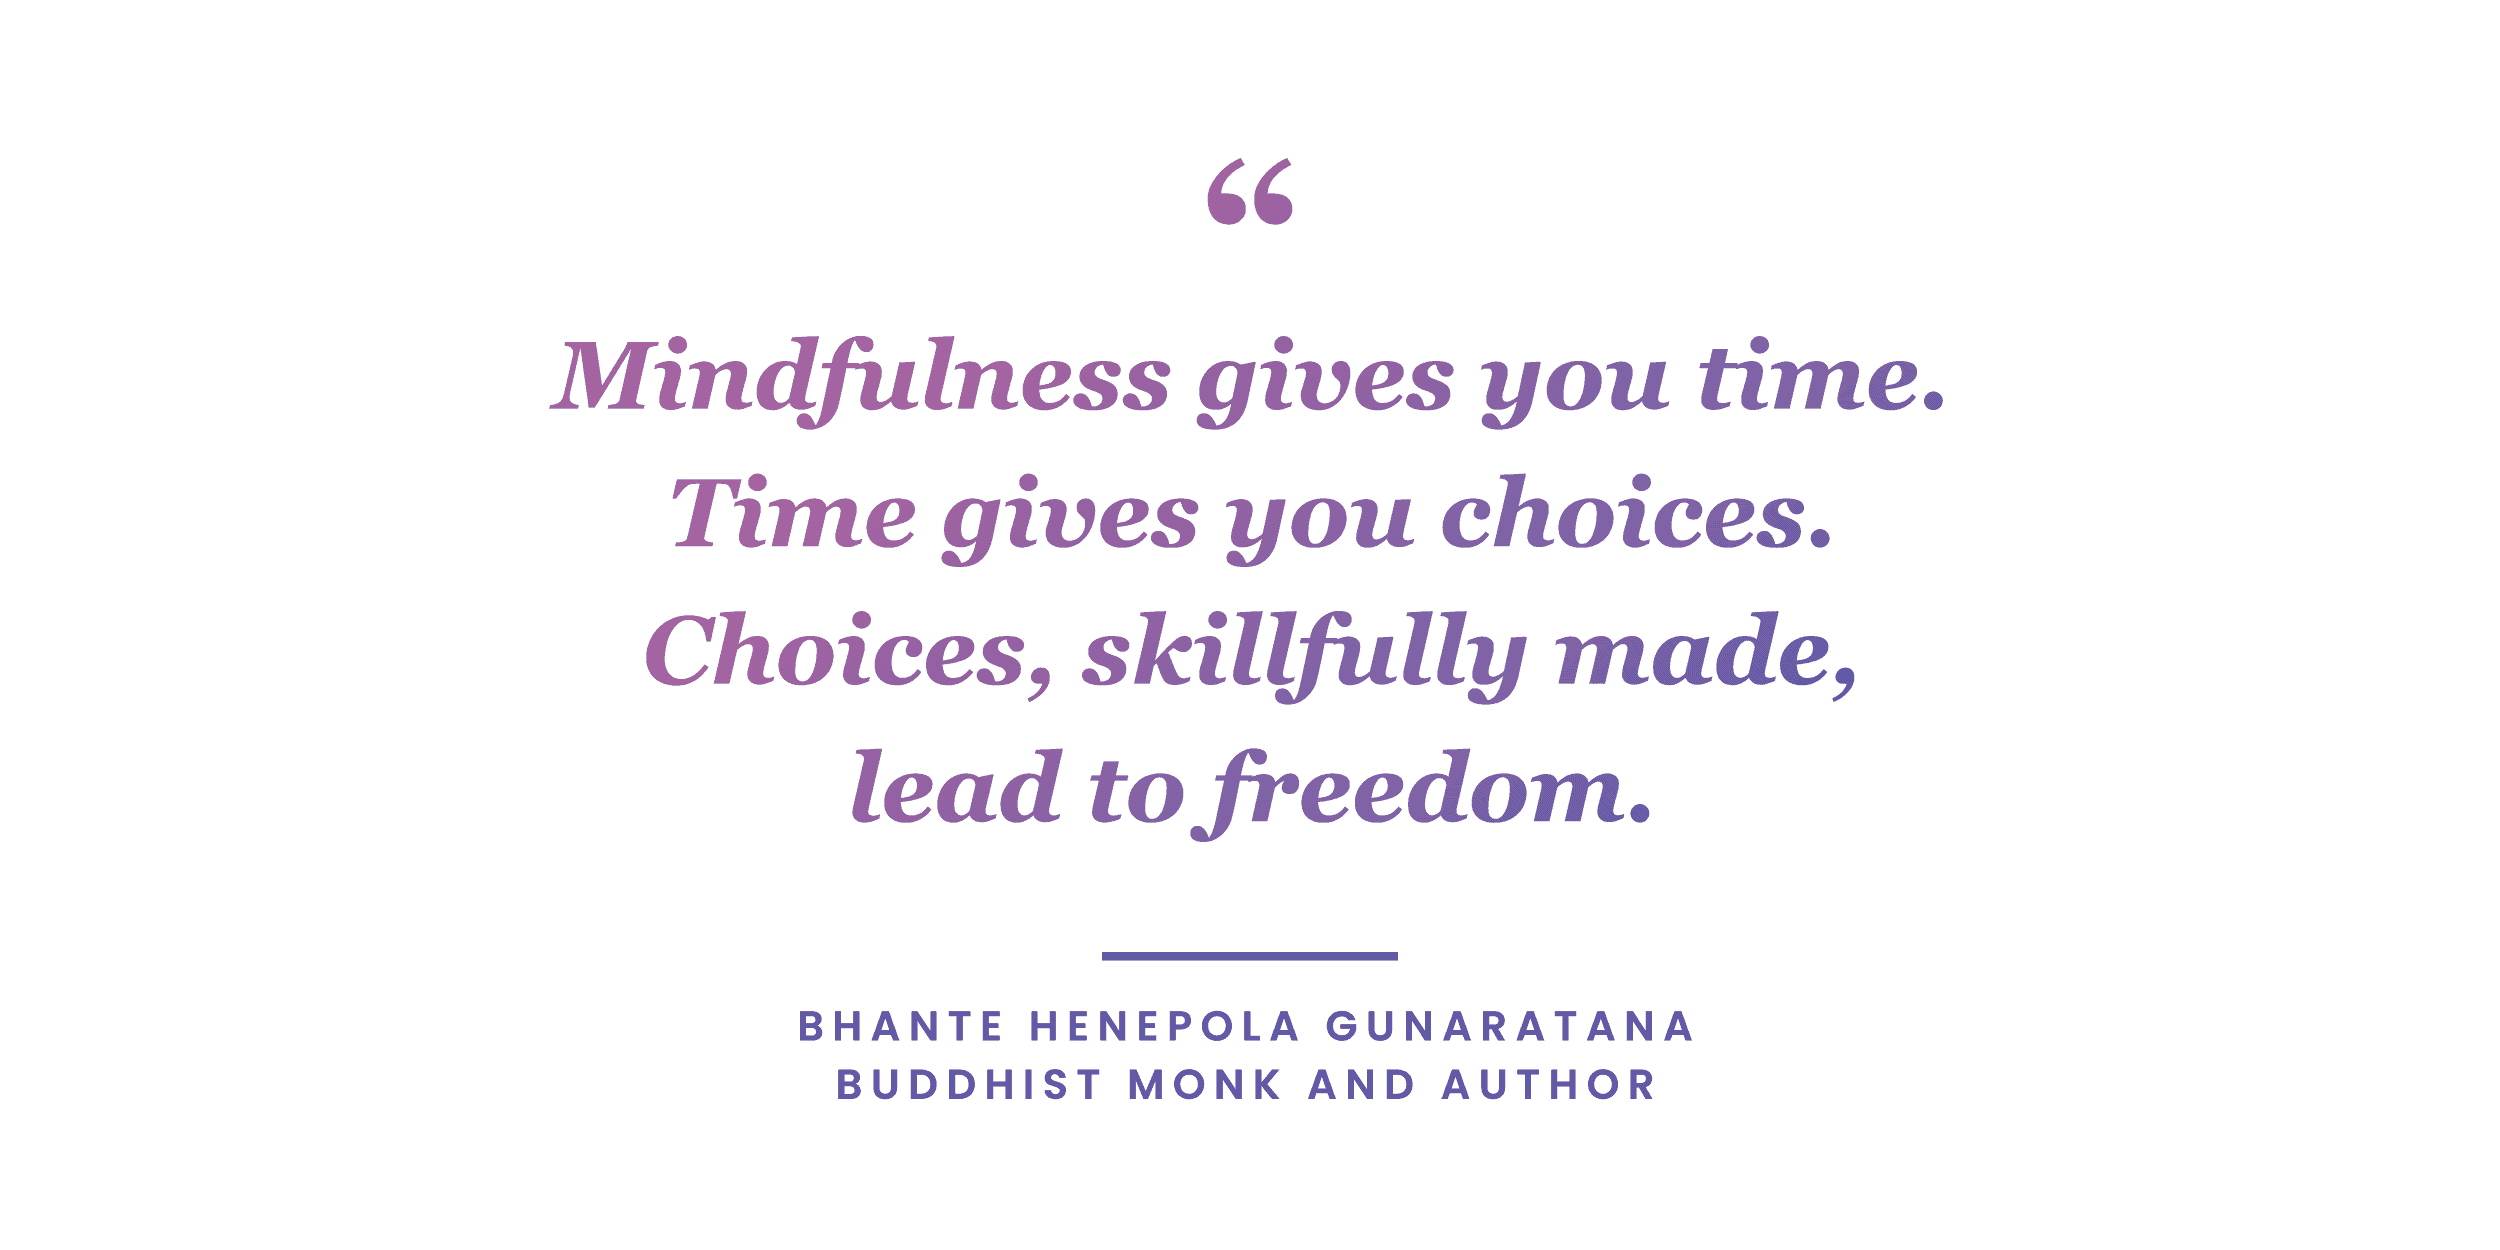 “
Mindfulness gives you time.
Time gives you choices.
Choices, skillfully made,
lead to freedom.
BHANTE HENEPOLA GUNARATANA
BUDDHIST MONK AND AUTHOR